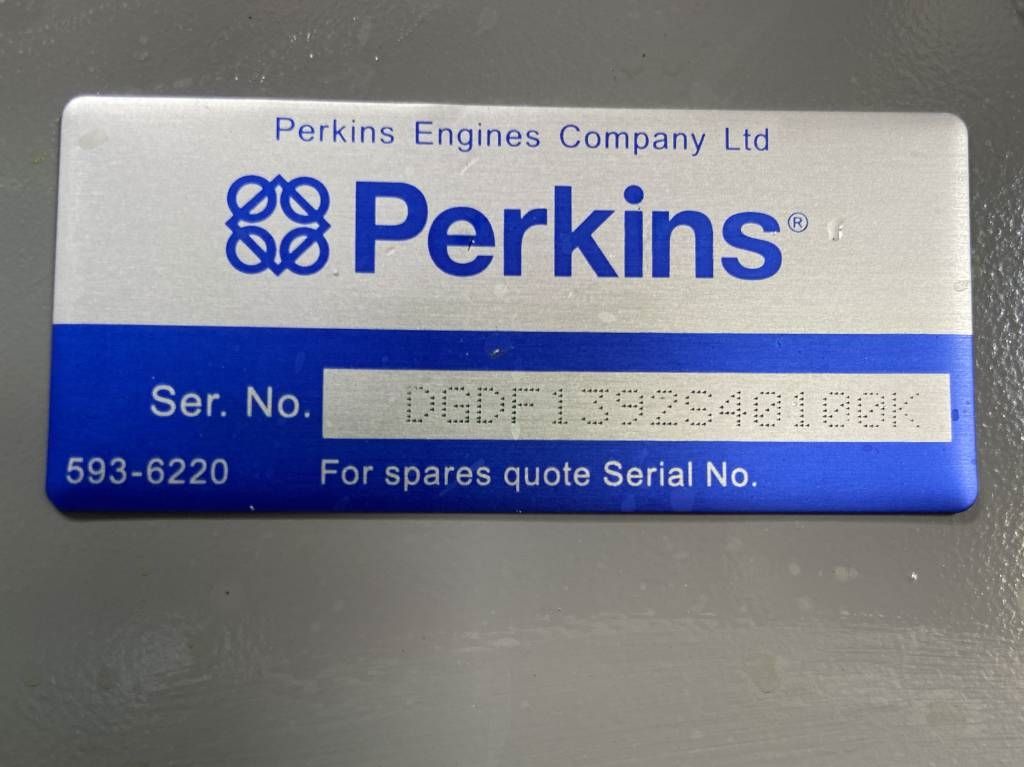 Perkins Engines Company Ltd
Perkins®
Ser. No. DGDF1392S40100K
593-6220 For spares quote Serial No.